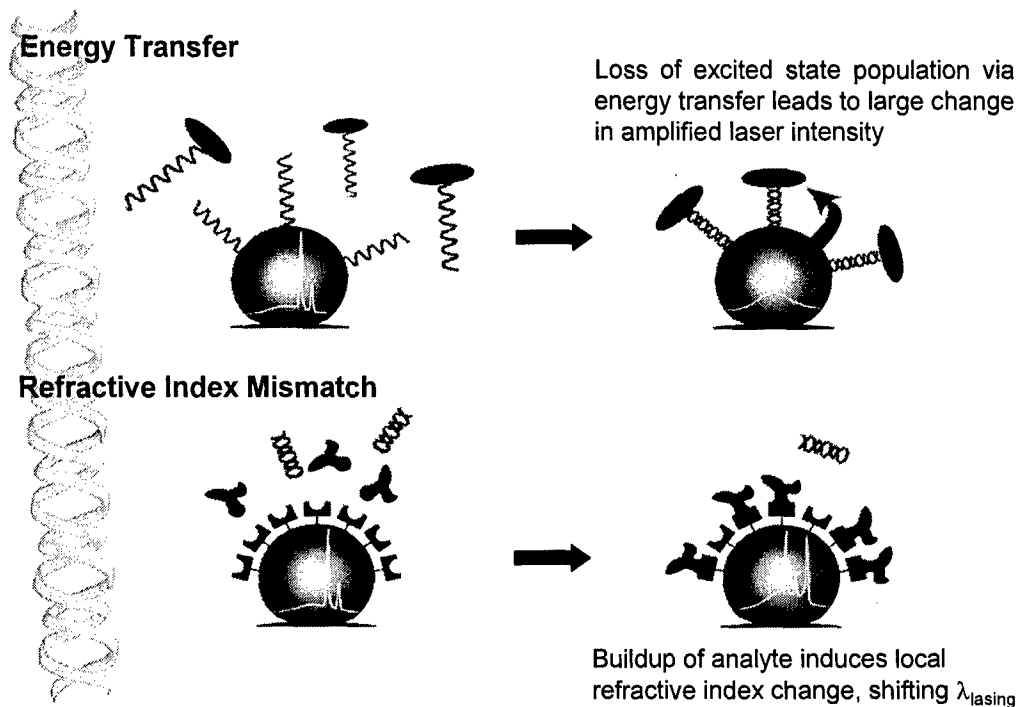 Energy Transfer
Loss of excited state population via
energy transfer leads to large change
in amplified laser intensity
Refractive Index Mismatch
Buildup of analyte induces local
refractive index change, shifting λlasing